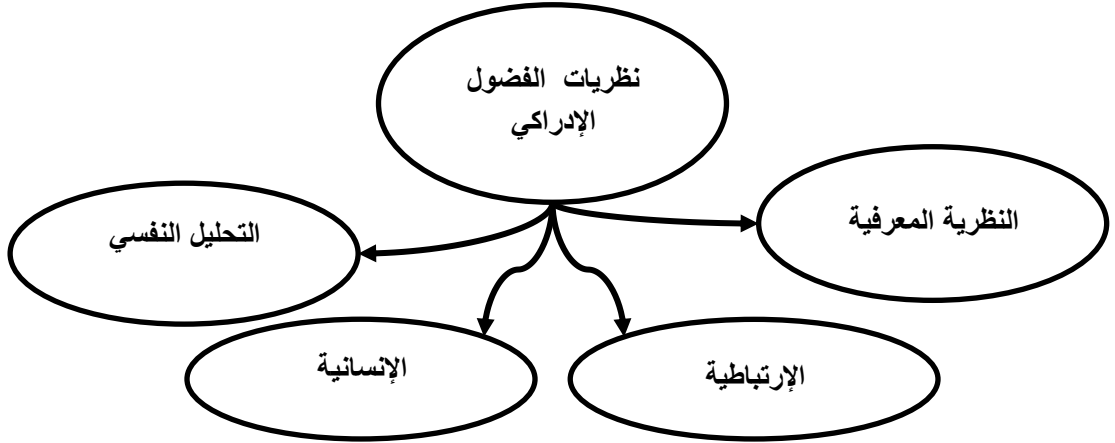 نظريات الفضول
الإدراكي
النظرية المعرفية
التحليل النفسي
الإرتباطية
الإنسانية